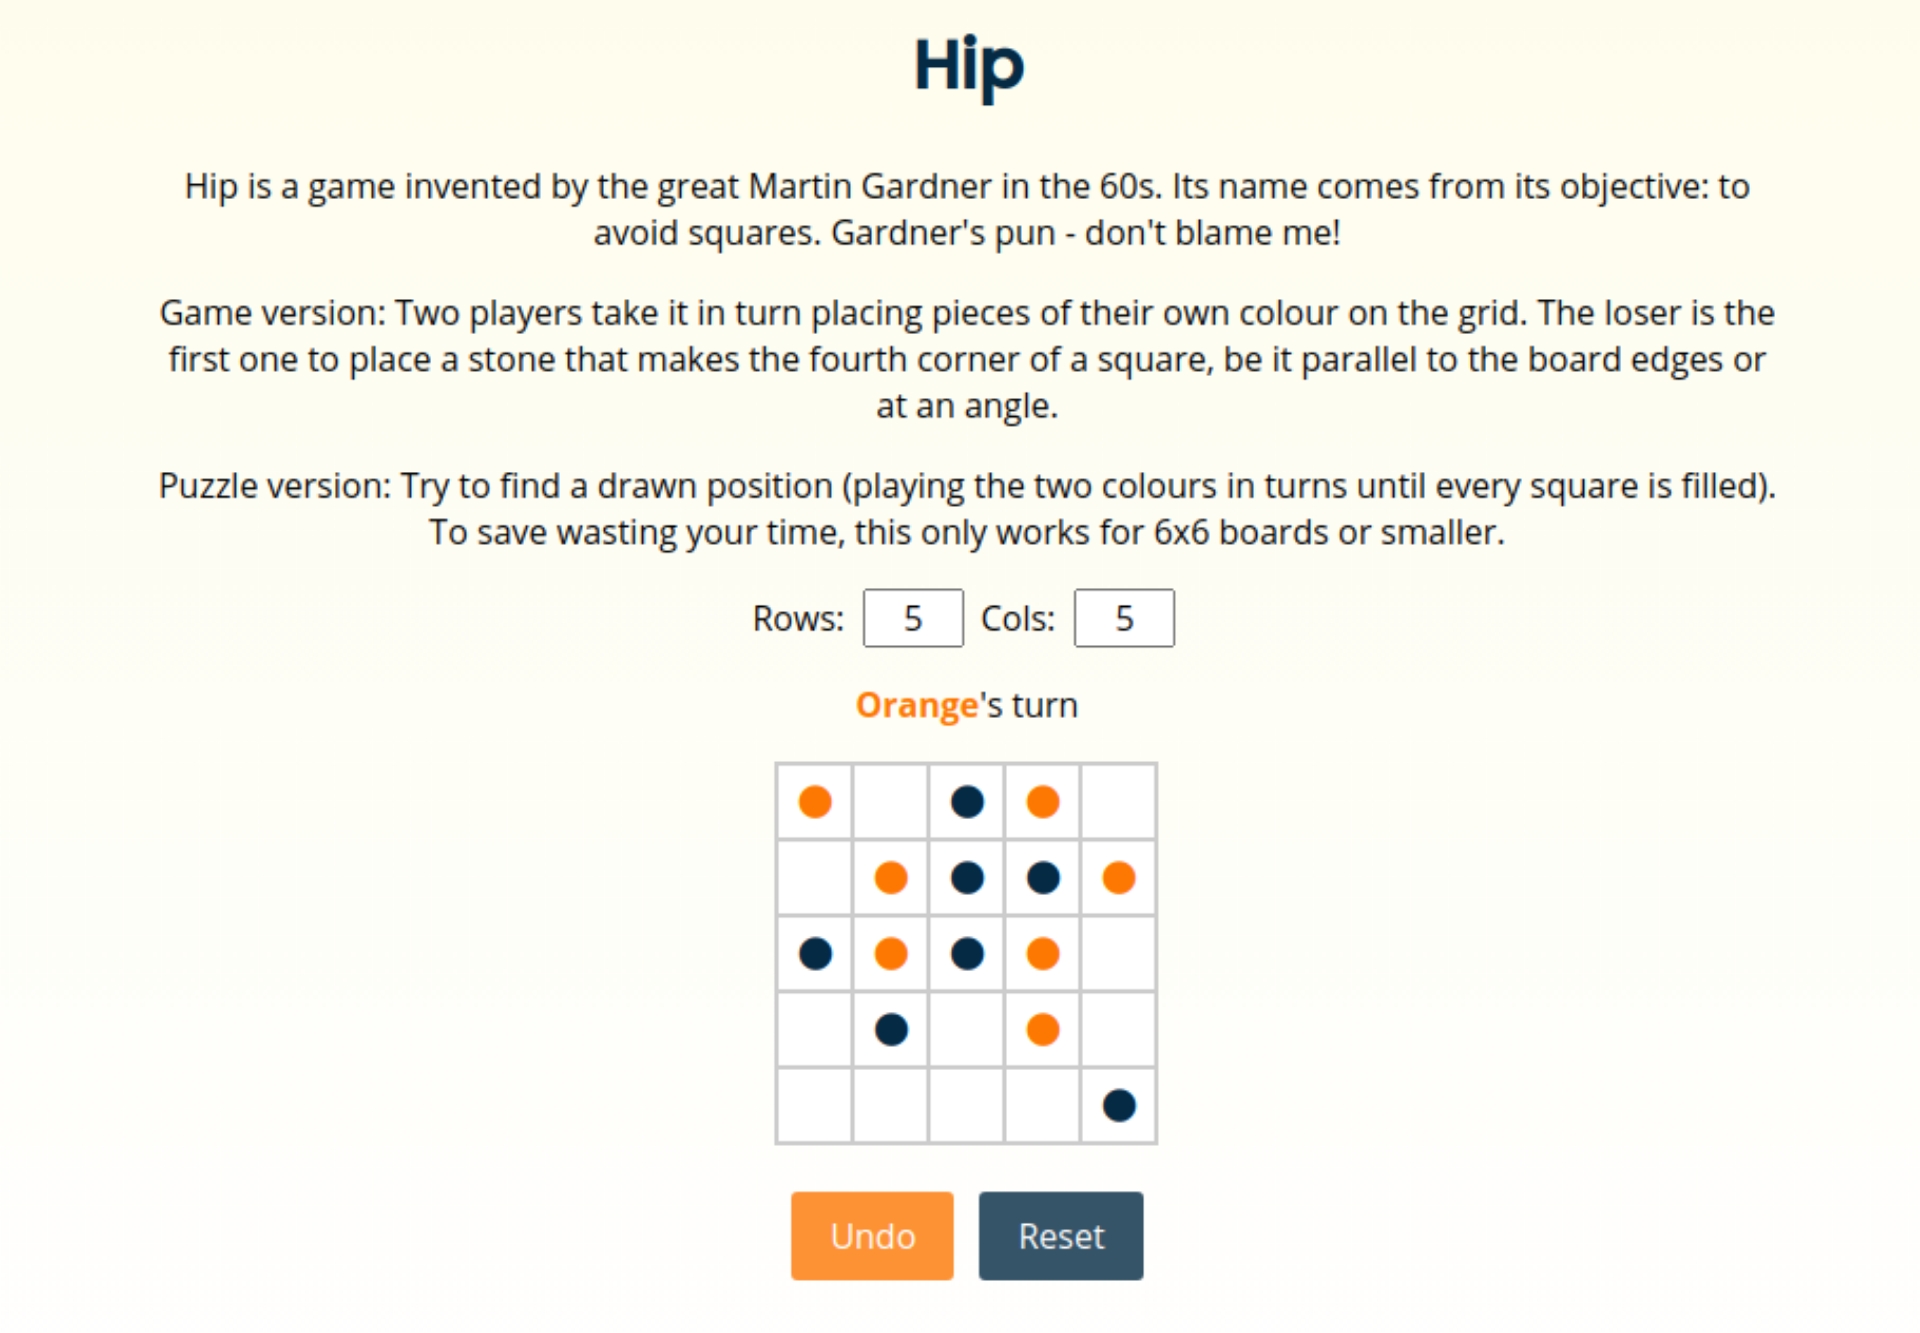 Hip
Hip is a game invented by the great Martin Gardner in the 60s. Its name comes from its objective: to
avoid squares. Gardner's pun - don't blame me!
Game version: Two players take it in turn placing pieces of their own colour on the grid. The loser is the
first one to place a stone that makes the fourth corner of a square, be it parallel to the board edges or
at an angle.
Puzzle version: Try to find a drawn position (playing the two colours in turns until every square is filled).
To save wasting your time, this only works for 6x6 boards or smaller.
Rows: 5 Cols: 5
Orange's turn
Undo Reset